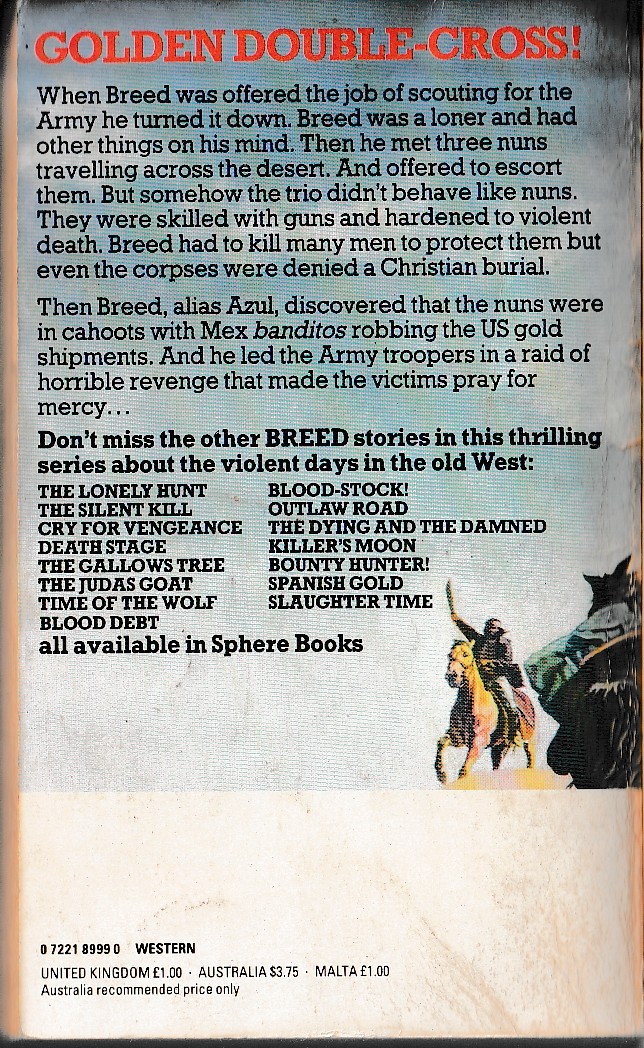 GOLDEN DOUBLE-CROSS!
When Breed was offered the job of scouting for the
Army he turned it down. Breed was a loner and had
other things on his mind. Then he met three nuns
travelling across the desert. And offered to escort
them. But somehow the trio didn't behave like nuns.
They were skilled with guns and hardened to violent
death. Breed had to kill many men to protect them but
even the corpses were denied a Christian burial.
Then Breed, alias Azul, discovered that the nuns were
in cahoots with Mex banditos robbing the US gold
shipments. And he led the Army troopers in a raid of
horrible revenge that made the victims pray for
mercy...
Don't miss the other BREED stories in this thrilling
series about the violent days in the old West:
THE LONELY HUNT
THE SILENT KILL
CRY FOR VENGEANCE
DEATH STAGE
THE GALLOWS TREE
THE JUDAS GOAT
TIME OF THE WOLF
BLOOD DEBT
BLOOD-STOCK!
OUTLAW ROAD
THE DYING AND THE DAMNED
KILLER'S MOON
BOUNTY HUNTER!
SPANISH GOLD
SLAUGHTER TIME
all available in Sphere Books
0 7221 8999 0 WESTERN
UNITED KINGDOM £1.00 · AUSTRALIA $3.75 · MALTA £1.00
Australia recommended price only